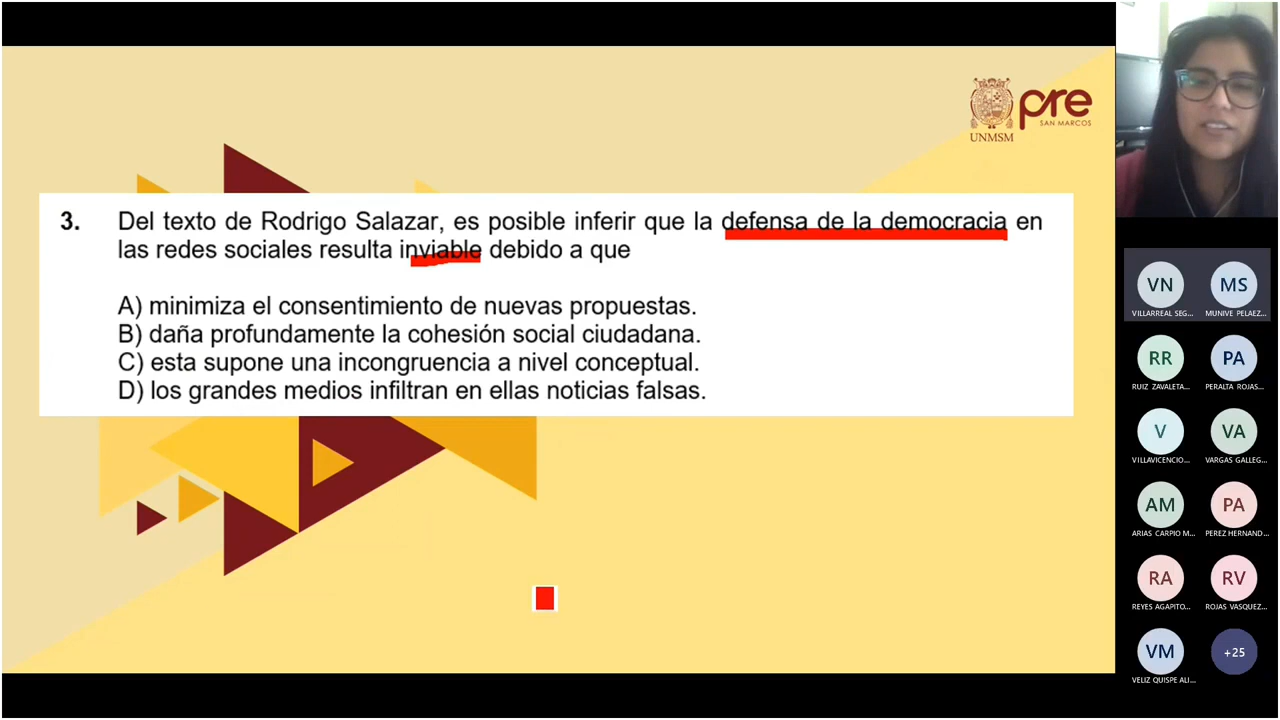 UNMSM
pre
SAN MARCOS
3. Del texto de Rodrigo Salazar, es posible inferir que la defensa de la democracia en
las redes sociales resulta inviable debido a que
A) minimiza el consentimiento de nuevas propuestas.
B) daña profundamente la cohesión social ciudadana.
C) esta supone una incongruencia a nivel conceptual.
D) los grandes medios infiltran en ellas noticias falsas.
VN MS
VILLARREAL SEG... MUNIVE PELAEZ...
RR PA
RUIZ ZAVALETA... PERALTA ROJAS...
V VA
VILLAVICENCIO... VARGAS GALLEG...
AM PA
ARIAS CARPIO M... PEREZ HERNAND...
RA RV
REYES AGAPITO... ROJAS VASQUEZ...
VM +25
VELIZ QUISPE ALI...